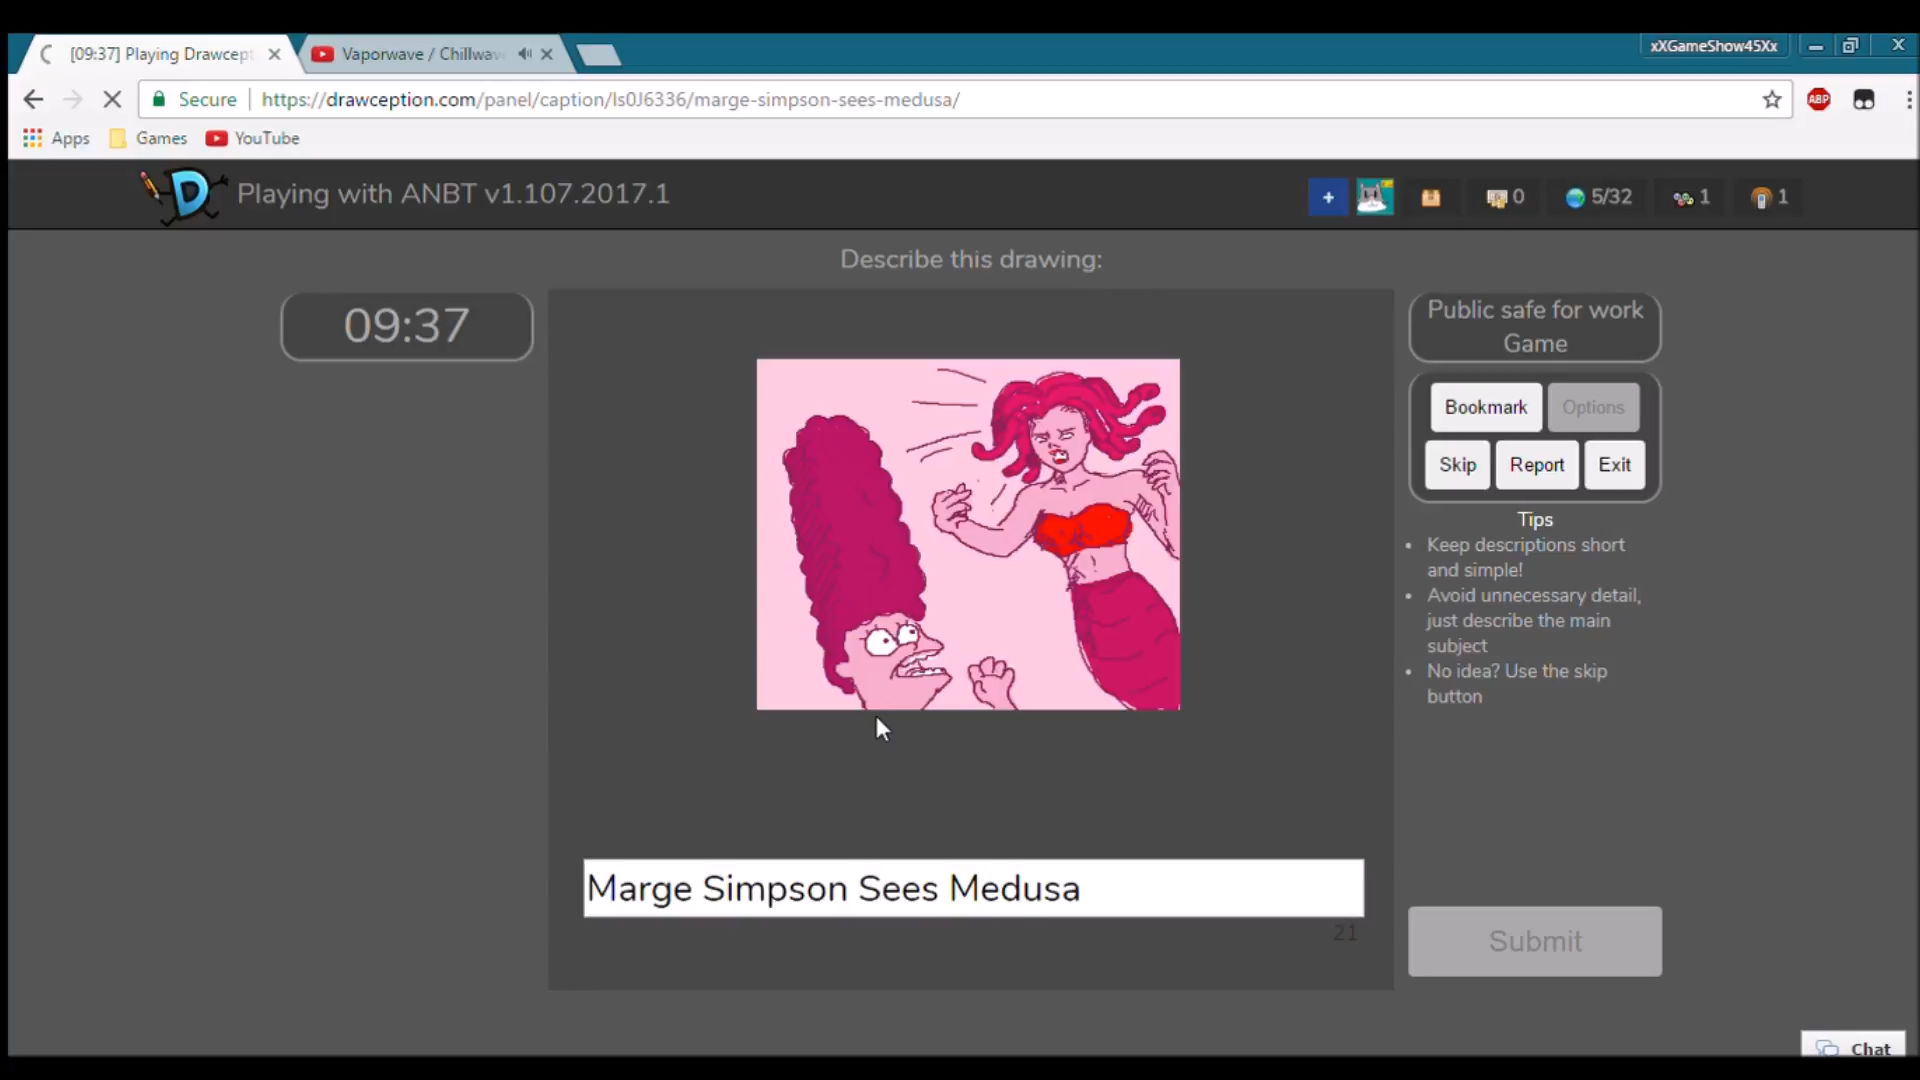 [09:37] Playing Drawcept
Vaporwave / Chillwav
xXGameShow45Xx
Secure
https://drawception.com/panel/caption/Is0J6336/marge-simpson-sees-medusa/
ABP
Apps
Games
YouTube
D
Playing with ANBT v1.107.2017.1
+
0
5/32
1
1
Describe this drawing:
09:37
Public safe for work
Game
Bookmark
Options
Skip
Report
Exit
Tips
Keep descriptions short
and simple!
Avoid unnecessary detail,
just describe the main
subject
No idea? Use the skip
button
Marge Simpson Sees Medusa
21
Submit
Chat